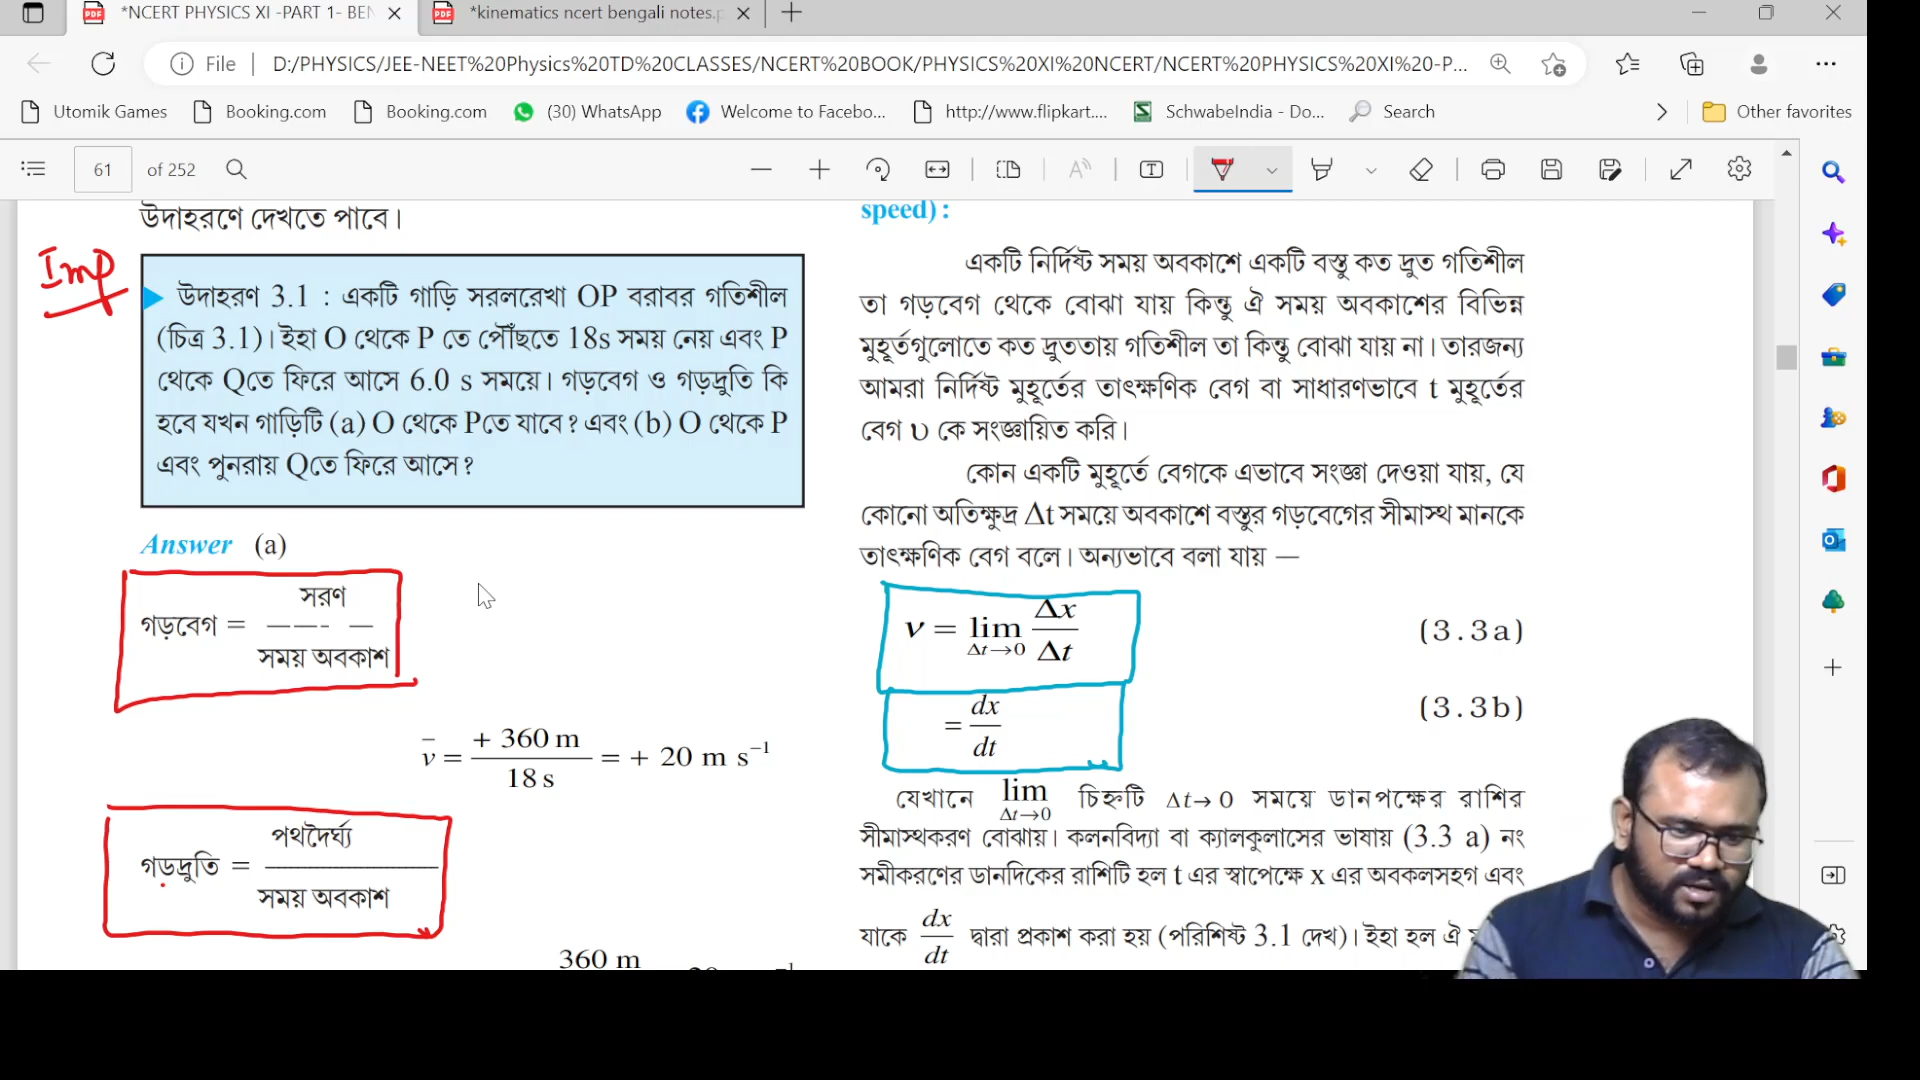 *NCERT PHYSICS XI -PART 1- BEN
*kinematics ncert bengali notes.p
File
D:/PHYSICS/JEE-NEET%20Physics%20TD%20CLASSES/NCERT%20BOOK/PHYSICS%20XI%20NCERT/NCERT%20PHYSICS%20XI%20-P...
Utomik Games
Booking.com
Booking.com
(30) WhatsApp
Welcome to Facebo...
http://www.flipkart....
SchwabeIndia - Do...
Search
Other favorites
61 of 252
উদাহরণে দেখতে পাবে।
Imp
উদাহরণ 3.1 : একটি গাড়ি সরলরেখা OP বরাবর গতিশীল
(চিত্র 3.1)। ইহা O থেকে P তে পৌঁছতে 18s সময় নেয় এবং P
থেকে Qতে ফিরে আসে 6.0 s সময়ে। গড়বেগ ও গড়দ্রুতি কি
হবে যখন গাড়িটি (a) O থেকে Pতে যাবে? এবং (b) O থেকে P
এবং পুনরায় Qতে ফিরে আসে?
Answer (a)
গড়বেগ = সরণ
সময় অবকাশ
v̄ = + 360 m / 18 s = + 20 m s⁻¹
গড়দ্রুতি = পথদৈর্ঘ্য
সময় অবকাশ
360 m
speed) :
একটি নির্দিষ্ট সময় অবকাশে একটি বস্তু কত দ্রুত গতিশীল
তা গড়বেগ থেকে বোঝা যায় কিন্তু ঐ সময় অবকাশের বিভিন্ন
মুহূর্তগুলোতে কত দ্রুততায় গতিশীল তা কিন্তু বোঝা যায় না। তারজন্য
আমরা নির্দিষ্ট মুহূর্তের তাৎক্ষণিক বেগ বা সাধারণভাবে t মুহূর্তের
বেগ υ কে সংজ্ঞায়িত করি।
কোন একটি মুহূর্তে বেগকে এভাবে সংজ্ঞা দেওয়া যায়, যে
কোনো অতিক্ষুদ্র Δt সময়ে অবকাশে বস্তুর গড়বেগের সীমাস্থ মানকে
তাৎক্ষণিক বেগ বলে। অন্যভাবে বলা যায় —
v = lim Δt→0 Δx/Δt (3.3a)
= dx/dt (3.3b)
যেখানে lim Δt→0 চিহ্নটি Δt→ 0 সময়ে ডানপক্ষের রাশির
সীমাস্থকরণ বোঝায়। কলনবিদ্যা বা ক্যালকুলাসের ভাষায় (3.3 a) নং
সমীকরণের ডানদিকের রাশিটি হল t এর স্বাপেক্ষে x এর অবকলসহগ এবং
যাকে dx/dt দ্বারা প্রকাশ করা হয় (পরিশিষ্ট 3.1 দেখ)। ইহা হল ঐ